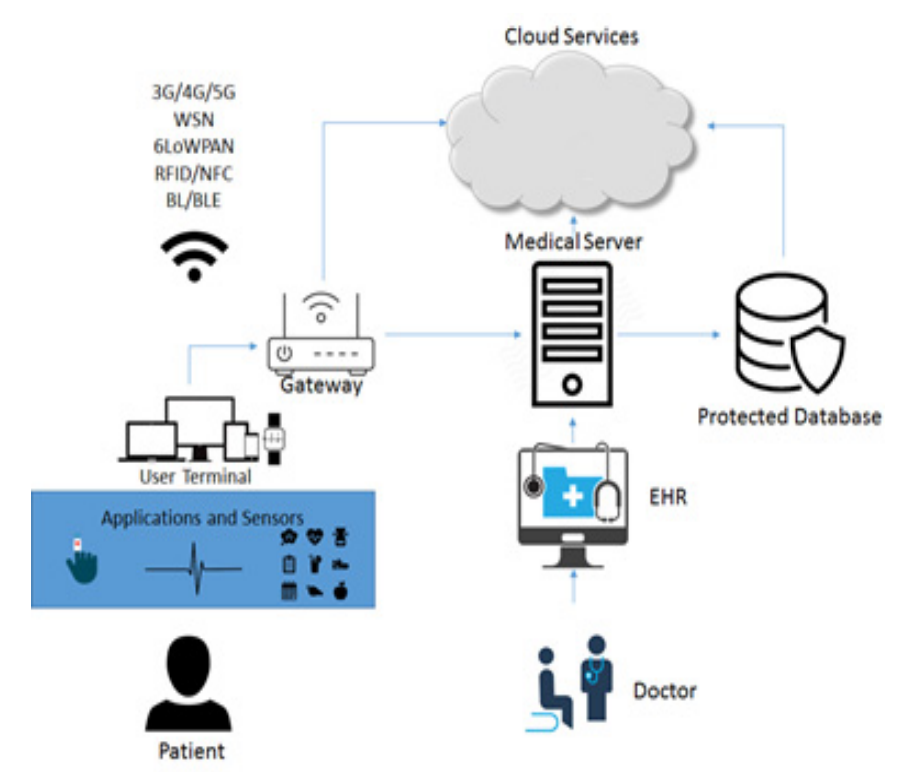 Cloud Services
3G/4G/5G
WSN
6LoWPAN
RFID/NFC
BL/BLE
Medical Server
Gateway
Protected Database
User Terminal
EHR
Applications and Sensors
Doctor
Patient